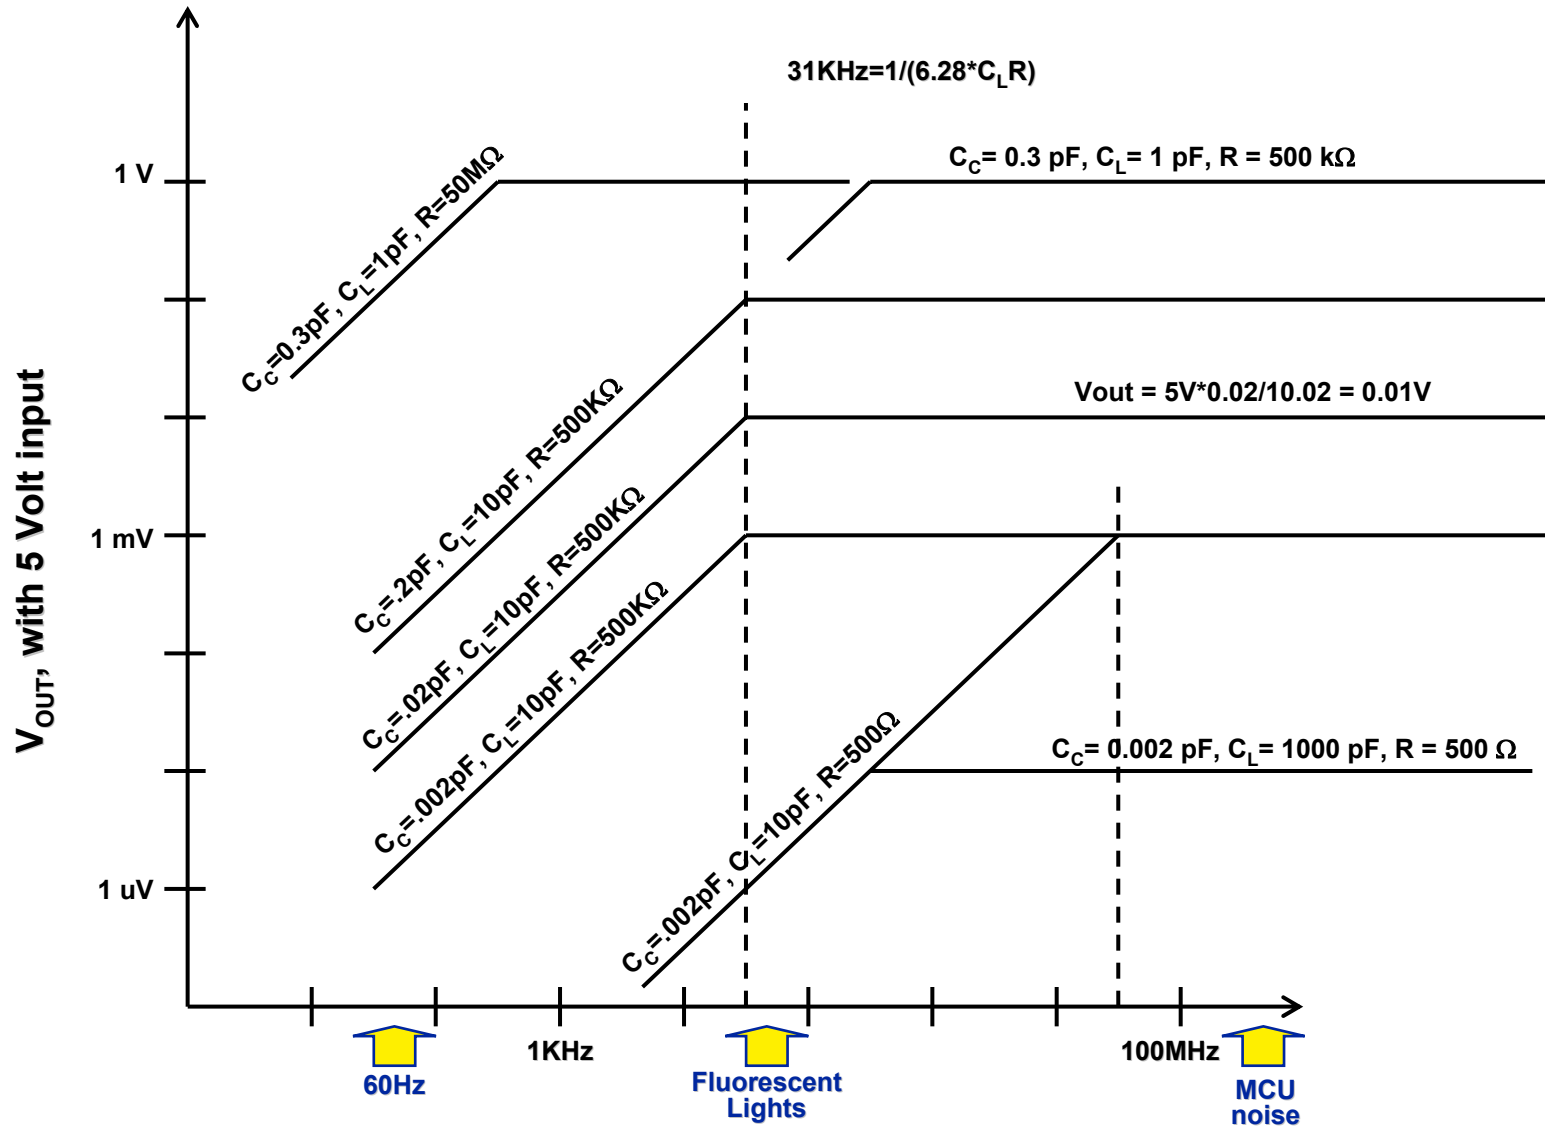 31KHz=1/(6.28*CLR)
CC= 0.3 pF, CL= 1 pF, R = 500 kΩ
1 V
CC=0.3pF, CL=1pF, R=50MΩ
Vout = 5V*0.02/10.02 = 0.01V
CC=.2pF, CL=10pF, R=500KΩ
VOUT, with 5 Volt input
1 mV
CC=.02pF, CL=10pF, R=500KΩ
CC=.002pF, CL=10pF, R=500KΩ
CC=.002pF, CL=10pF, R=500Ω
CC= 0.002 pF, CL= 1000 pF, R = 500 Ω
1 uV
1KHz
100MHz
60Hz
Fluorescent
Lights
MCU
noise